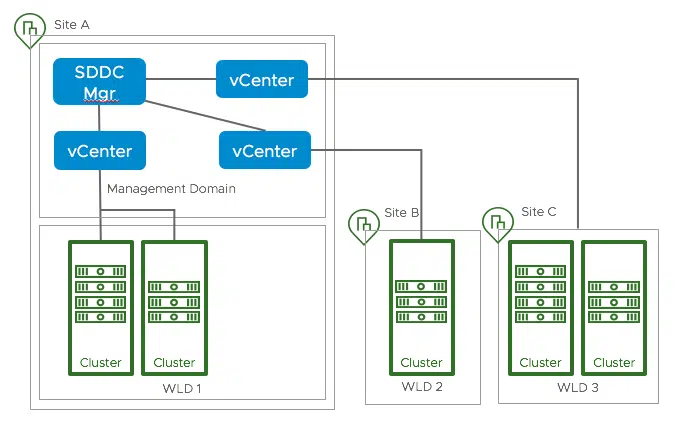 Site A
SDDC
Mgr
vCenter
vCenter
vCenter
Management Domain
Site B
Site C
Cluster
Cluster
Cluster
Cluster
Cluster
WLD 1
WLD 2
WLD 3